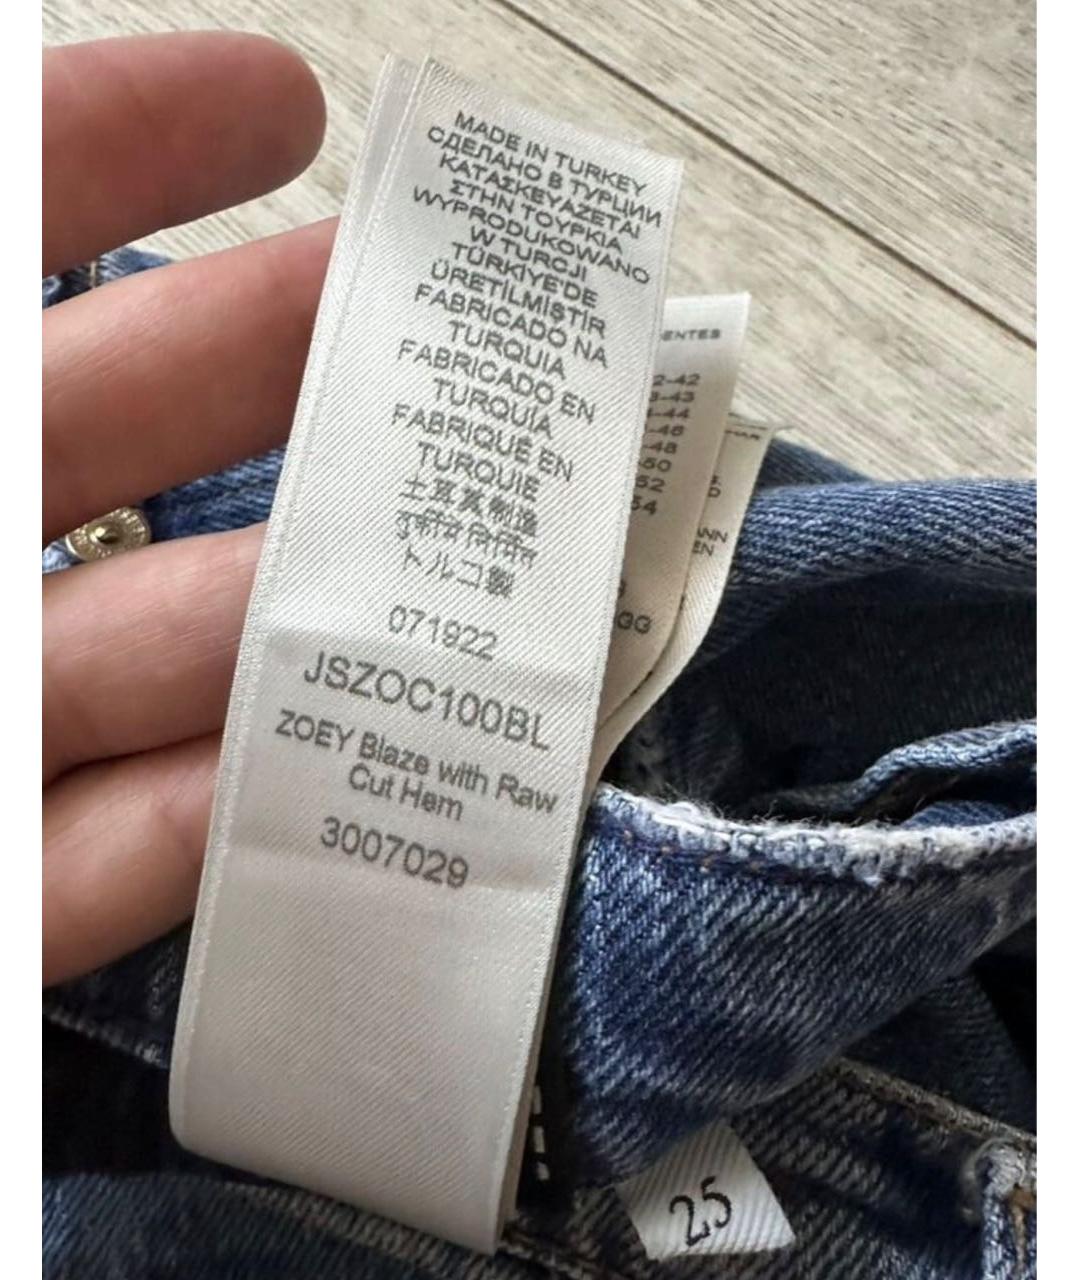 MADE IN TURKEY
СДЕЛАНО В ТУРЦИИ
ΚΑΤΑΣΚΕΥΑΖΕΤΑΙ
ΣΤΗΝ ΤΟΥΡΚΙΑ
WYPRODUKOWANO
W TURCJI
TÜRKİYE'DE
ÜRETİLMİSTİR
FABRICADO NA
TURQUIA
FABRICADO EN
TURQUÍA
FABRIQUÉ EN
TURQUIE
土耳其制造
तुर्की में निर्मित
トルコ製
071922
JSZOC100BL
ZOEY Blaze with Raw
Cut Hem
3007029
25